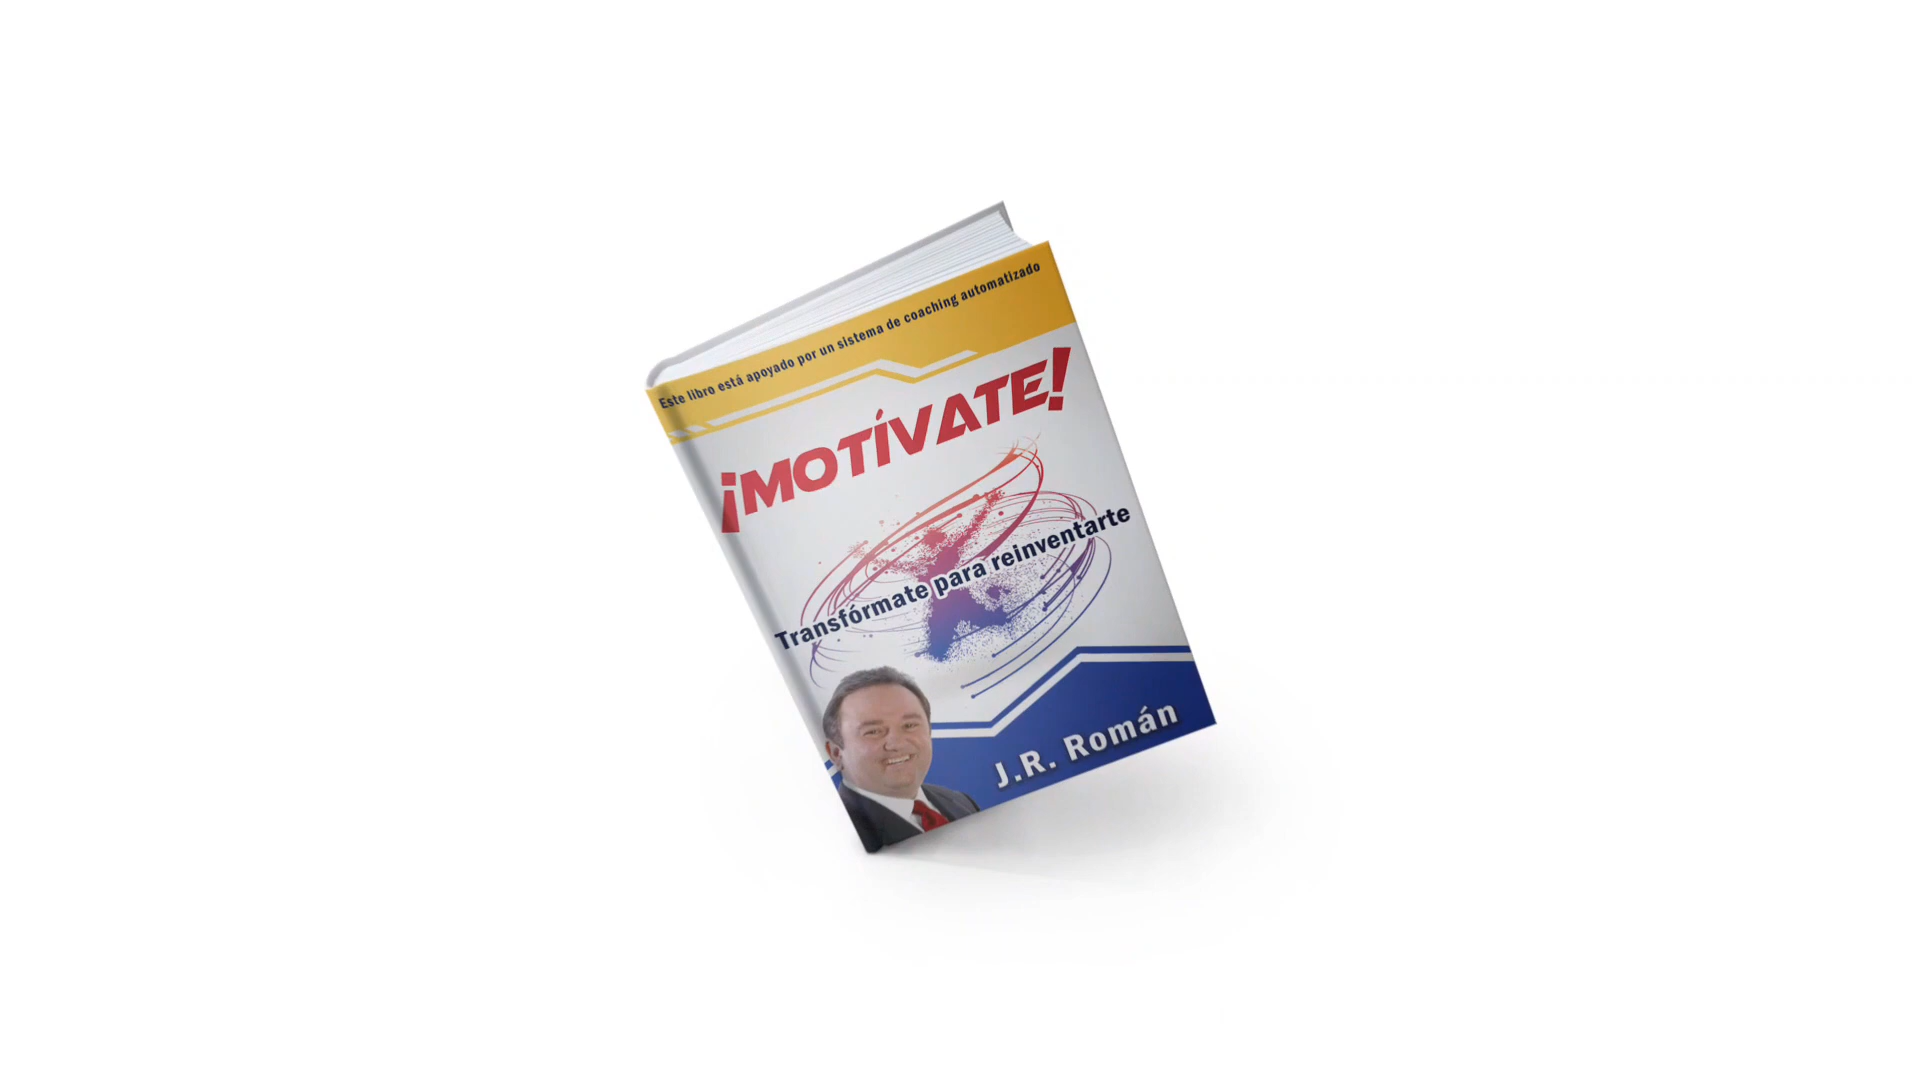 Este libro está apoyado por un sistema de coaching automatizado
¡MOTÍVATE!
Transfórmate para reinventarte
J.R. Román